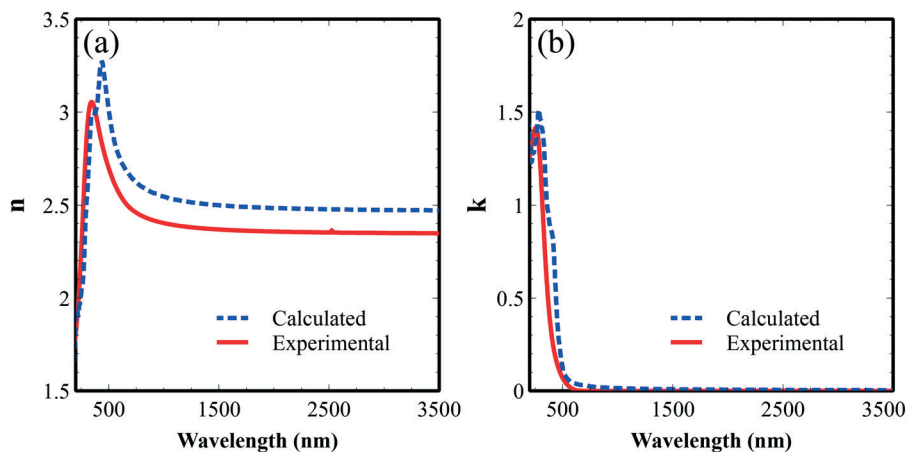 (a)
3.5
3
2.5
2
1.5
n
500 1500 2500 3500
Wavelength (nm)
Calculated
Experimental
(b)
2
1.5
1
0.5
0
k
500 1500 2500 3500
Wavelength (nm)
Calculated
Experimental